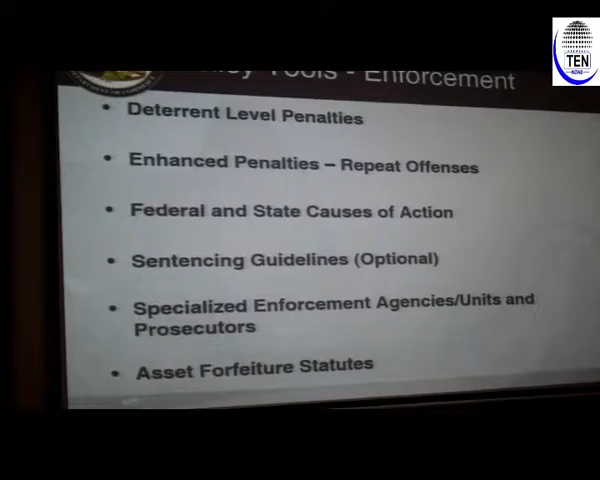 Tools - Enforcement
• Deterrent Level Penalties
• Enhanced Penalties – Repeat Offenses
• Federal and State Causes of Action
• Sentencing Guidelines (Optional)
• Specialized Enforcement Agencies/Units and
Prosecutors
• Asset Forfeiture Statutes
TEN